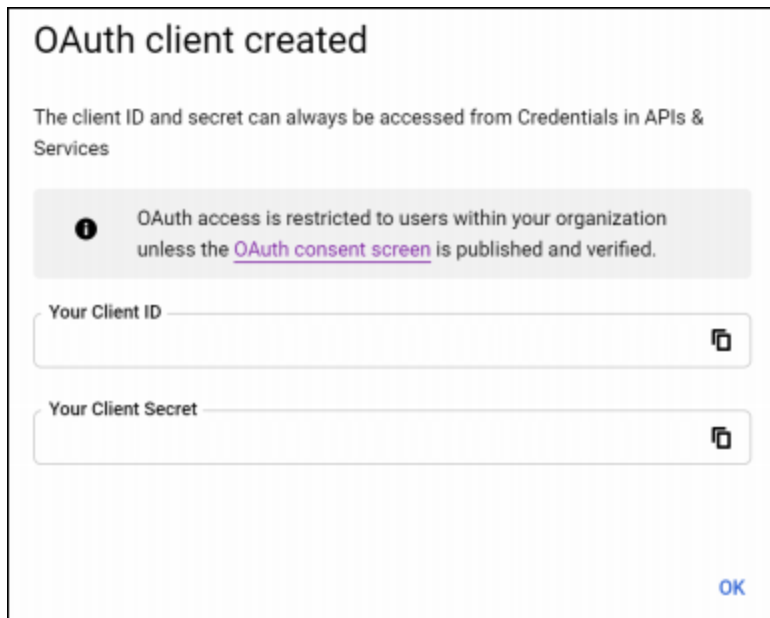 OAuth client created
The client ID and secret can always be accessed from Credentials in APIs &
Services
OAuth access is restricted to users within your organization
unless the OAuth consent screen is published and verified.
Your Client ID
Your Client Secret
OK